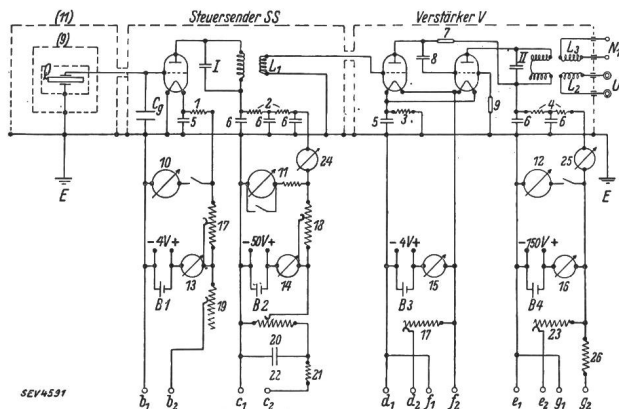 (11) Steuersender SS Verstärker V
(9)
Q I L1 7 8 II L3 N1
L2 U
Cg 1 5 6 2 6 6 5 3 9 6 4 6
24 25
E 10 11 12 E
17 18
-4V+ -50V+ -4V+ -150V+
13 14 15 16
B1 B2 B3 B4
19 20 17 23
22 21 26
SEV4591 b1 b2 c1 c2 d1 d2 f1 f2 e1 e2 g1 g2